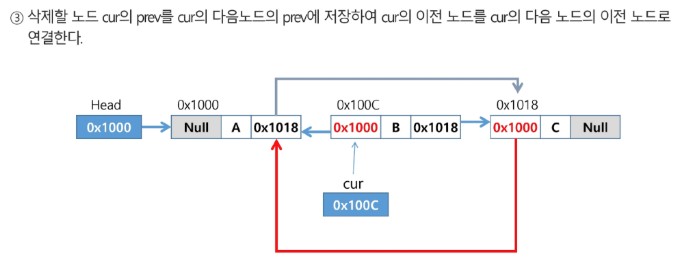 ③ 삭제할 노드 cur의 prev를 cur의 다음노드의 prev에 저장하여 cur의 이전 노드를 cur의 다음 노드의 이전 노드로
연결한다.
Head 0x1000 0x100C 0x1018
0x1000 Null A 0x1018 0x1000 B 0x1018 0x1000 C Null
cur
0x100C